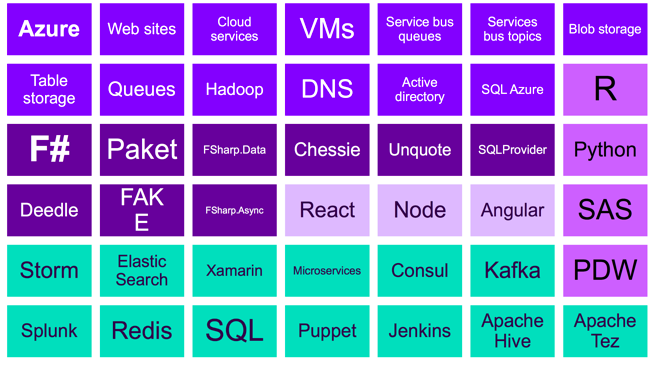 Azure
Web sites
Cloud
services
VMs
Service bus
queues
Services
bus topics
Blob storage
Table
storage
Queues
Hadoop
DNS
Active
directory
SQL Azure
R
F#
Paket
FSharp.Data
Chessie
Unquote
SQLProvider
Python
Deedle
FAK
E
FSharp.Async
React
Node
Angular
SAS
Storm
Elastic
Search
Xamarin
Microservices
Consul
Kafka
PDW
Splunk
Redis
SQL
Puppet
Jenkins
Apache
Hive
Apache
Tez